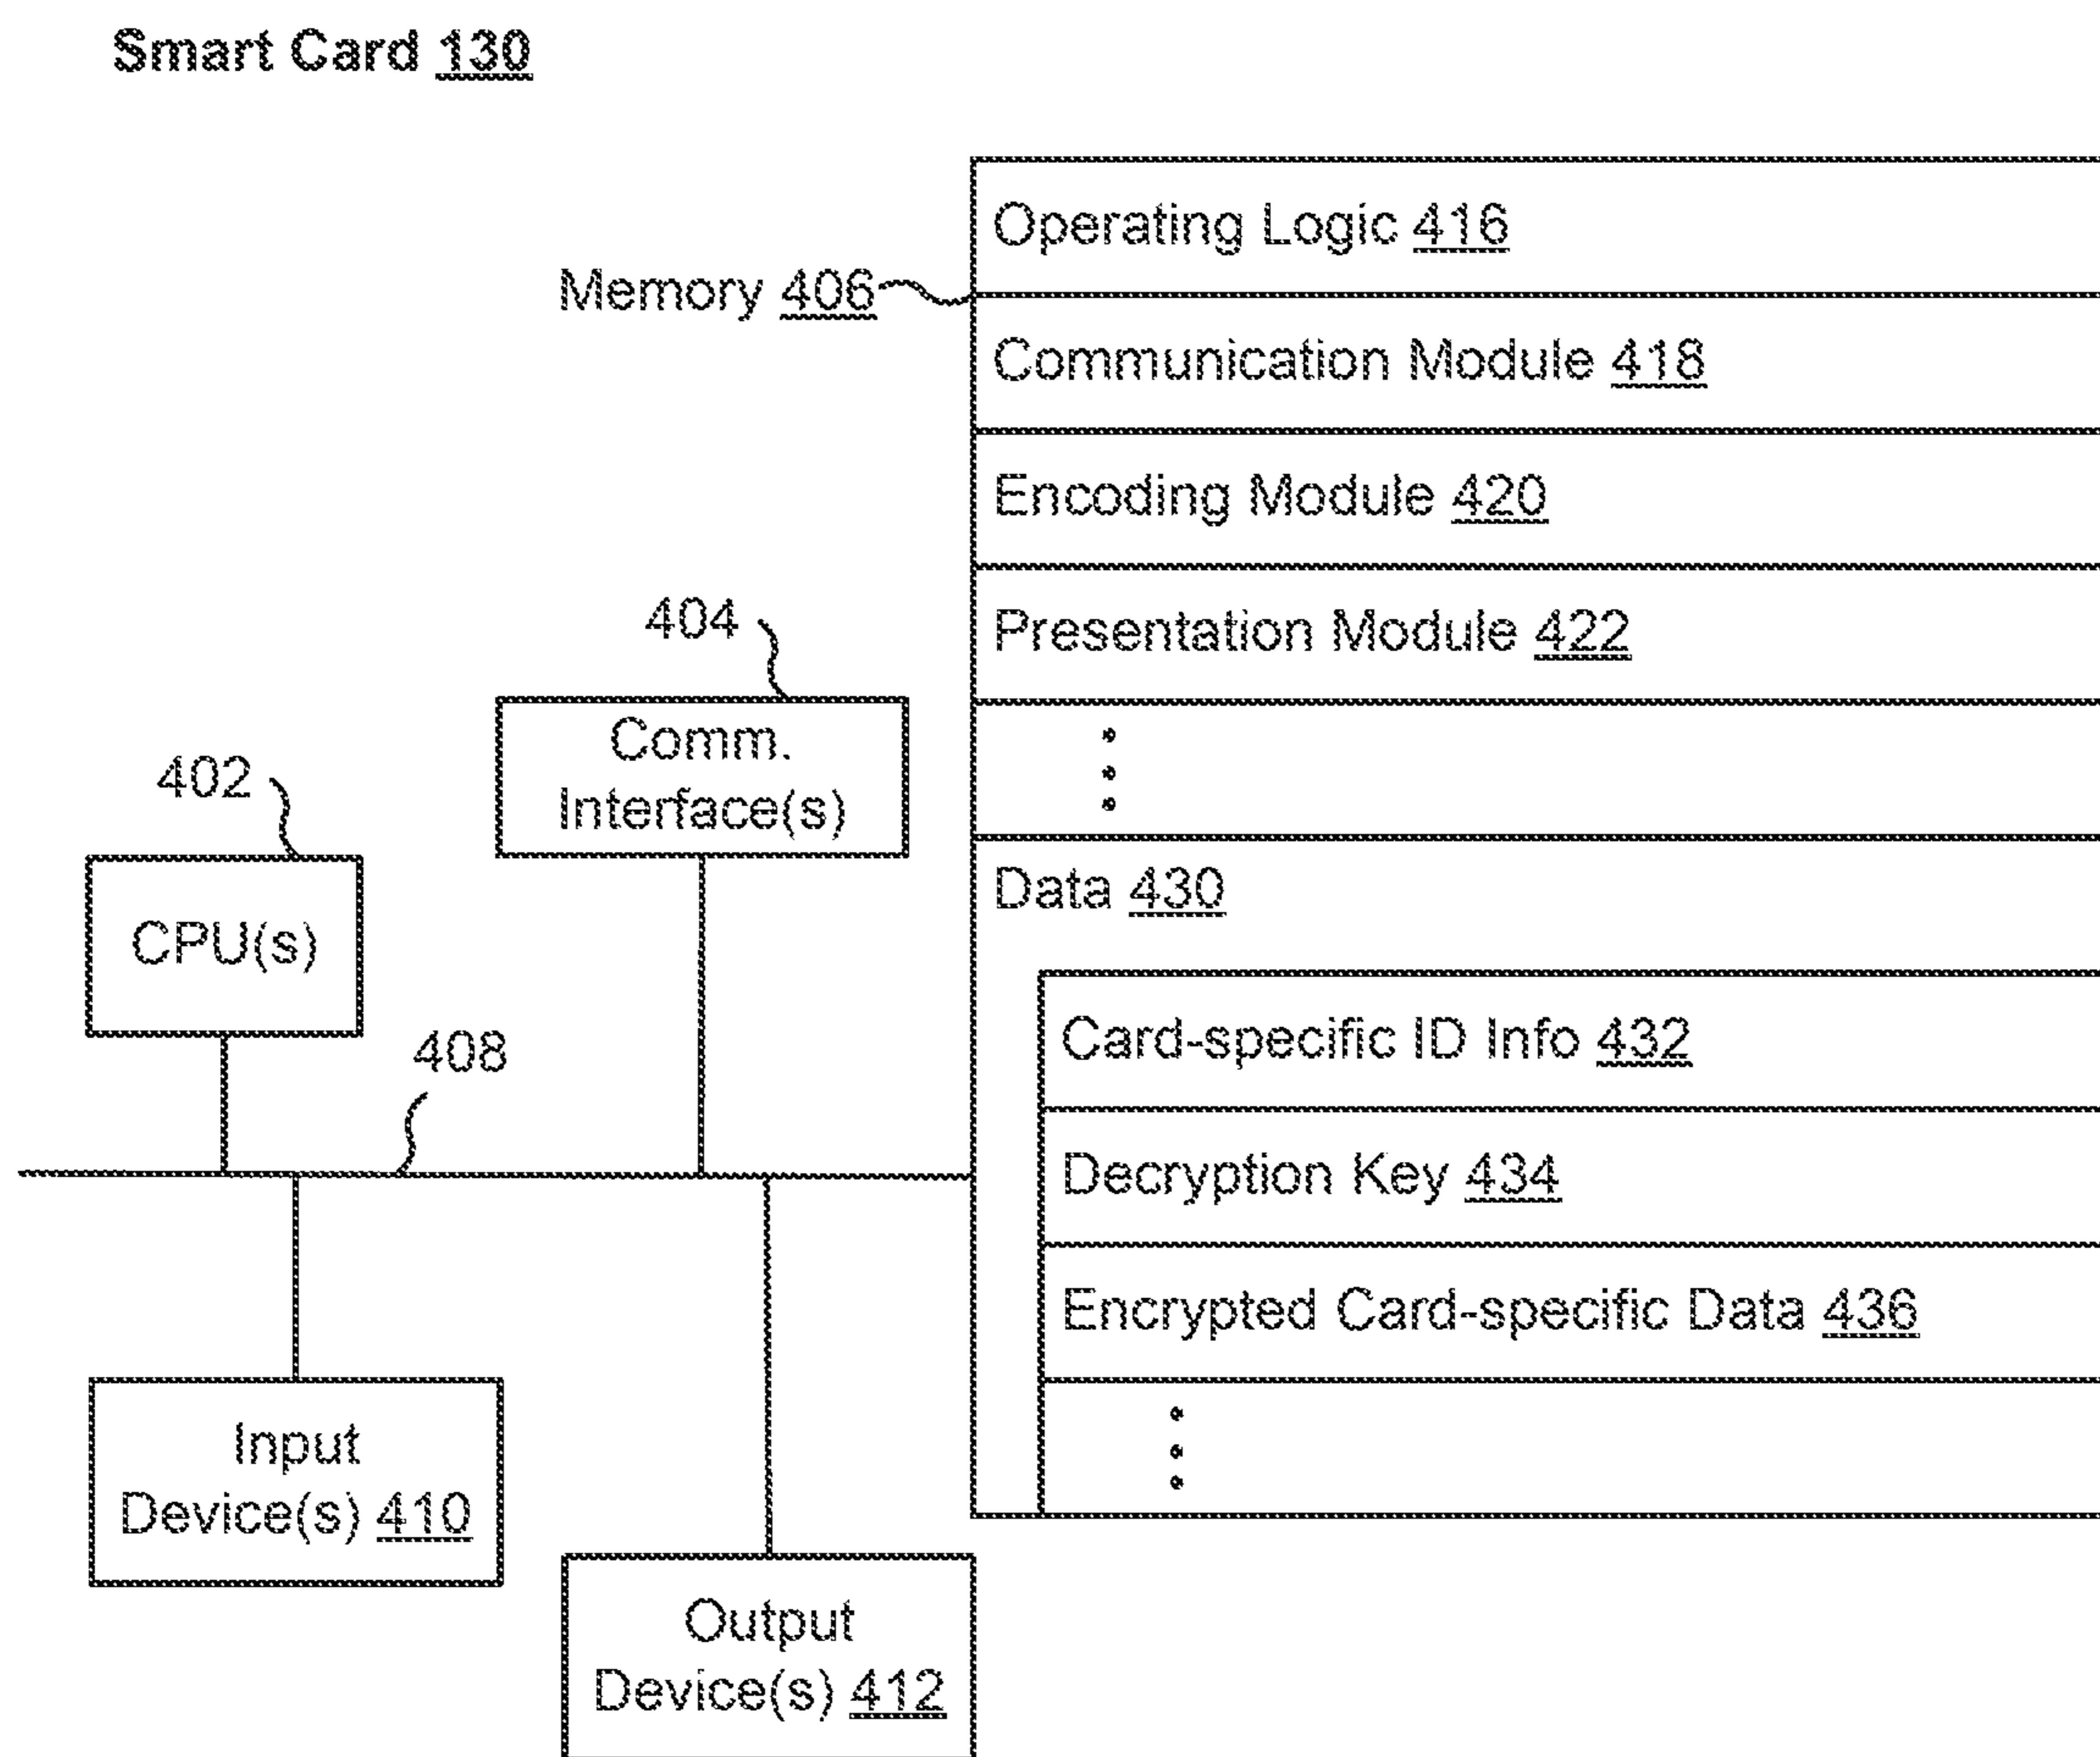 Smart Card 130
Operating Logic 416
Memory 406
Communication Module 418
Encoding Module 420
Presentation Module 422
404
Comm.
Interface(s)
402
CPU(s)
408
Data 430
Card-specific ID Info 432
Decryption Key 434
Encrypted Card-specific Data 436
Input
Device(s) 410
Output
Device(s) 412